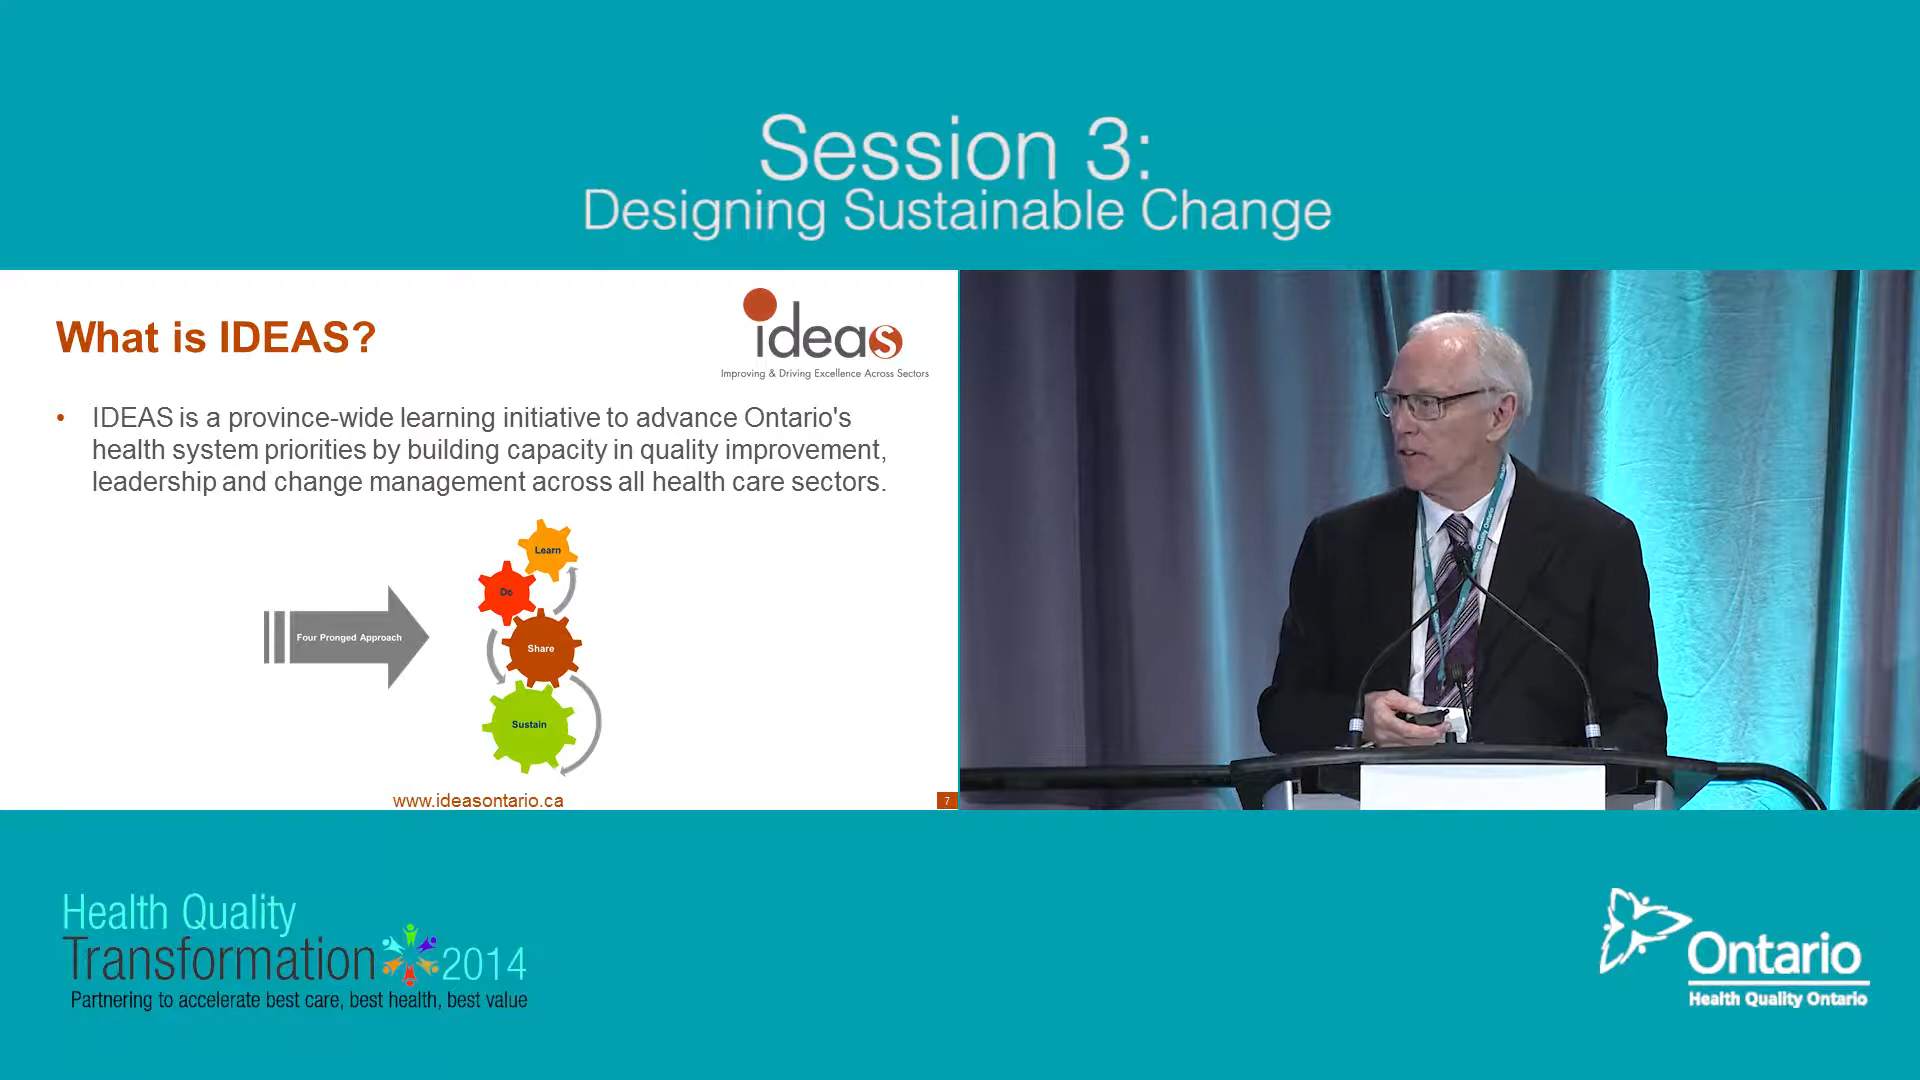 Session 3:
Designing Sustainable Change
What is IDEAS?
ideas
Improving & Driving Excellence Across Sectors
• IDEAS is a province-wide learning initiative to advance Ontario's
health system priorities by building capacity in quality improvement,
leadership and change management across all health care sectors.
Learn
Do
Four Pronged Approach
Share
Sustain
www.ideasontario.ca
7
Health Quality
Transformation 2014
Partnering to accelerate best care, best health, best value
Ontario
Health Quality Ontario